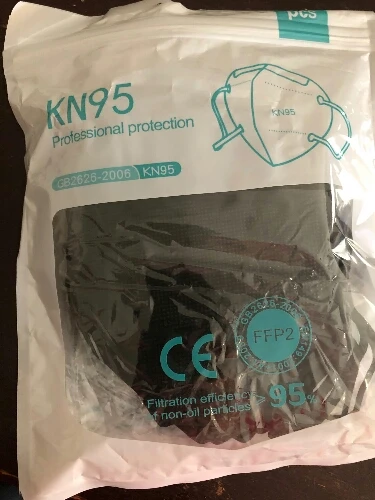 pcs
KN95
Professional protection
KN95
GB2626-2006 KN95
FFP2
CE
Filtration efficiency
of non-oil particles > 95%